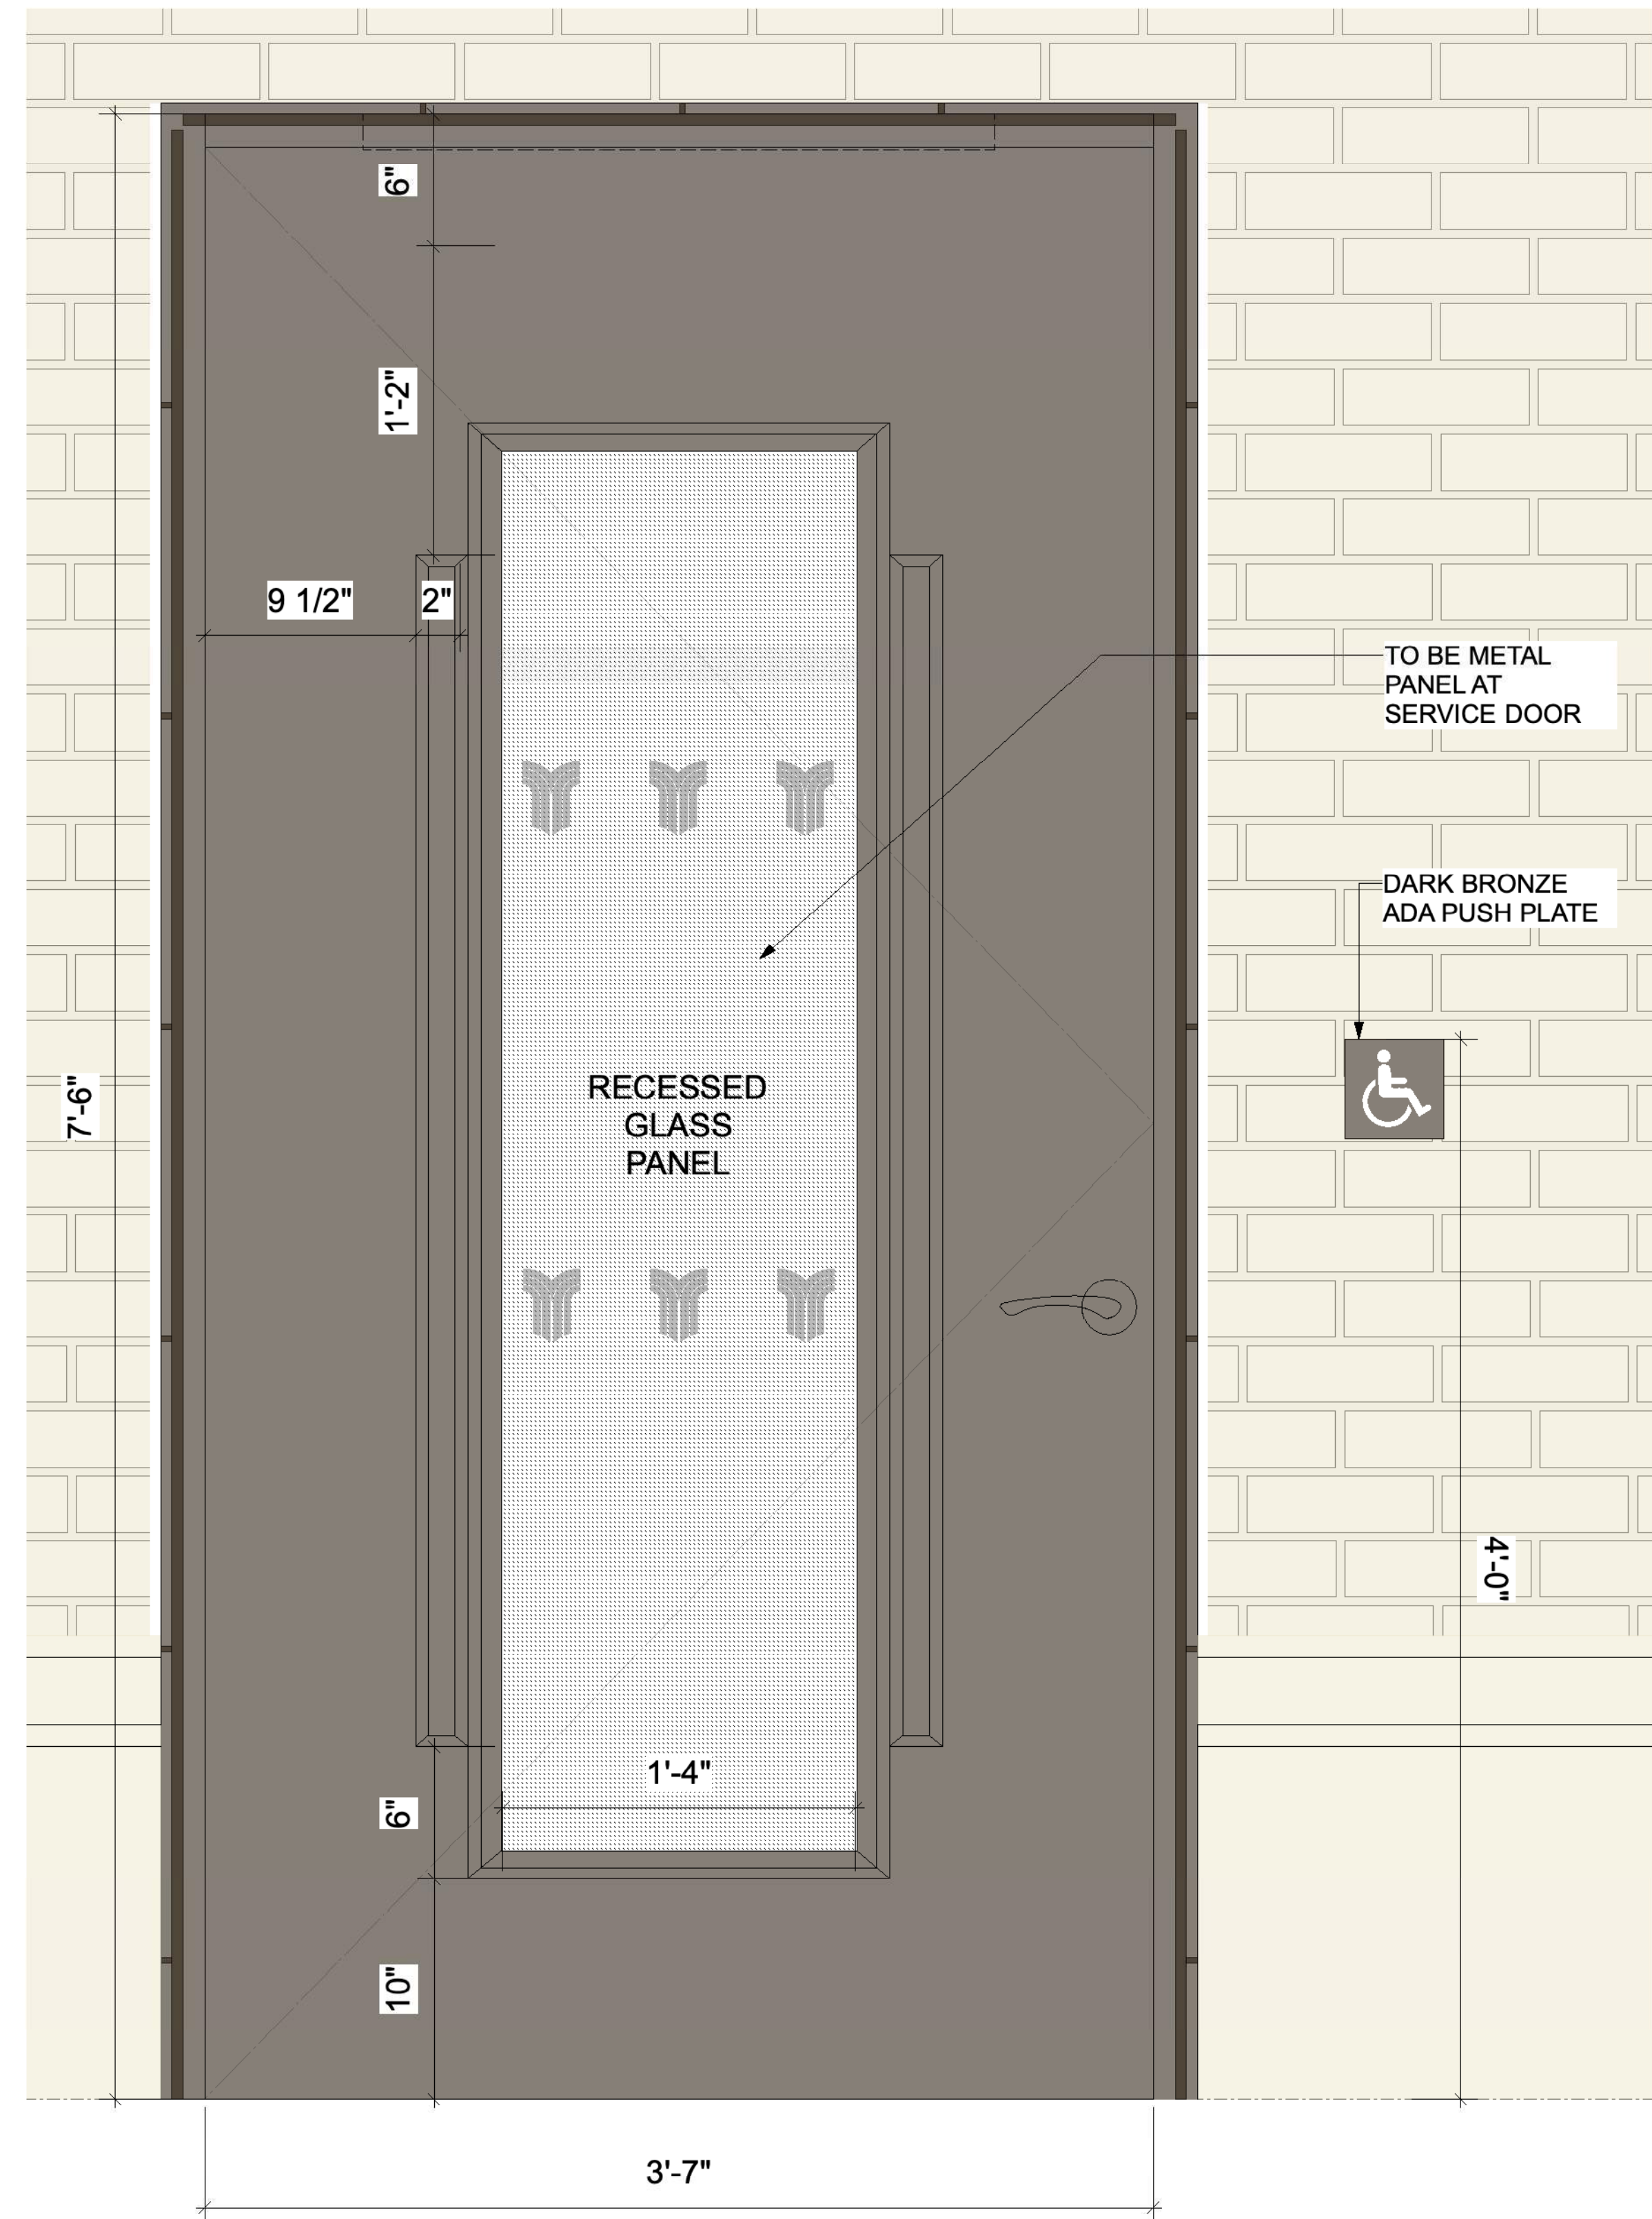 6"
1'-2"
9 1/2"
2"
TO BE METAL
PANEL AT
SERVICE DOOR
DARK BRONZE
ADA PUSH PLATE
7'-6"
RECESSED
GLASS
PANEL
4'-0"
1'-4"
6"
10"
3'-7"